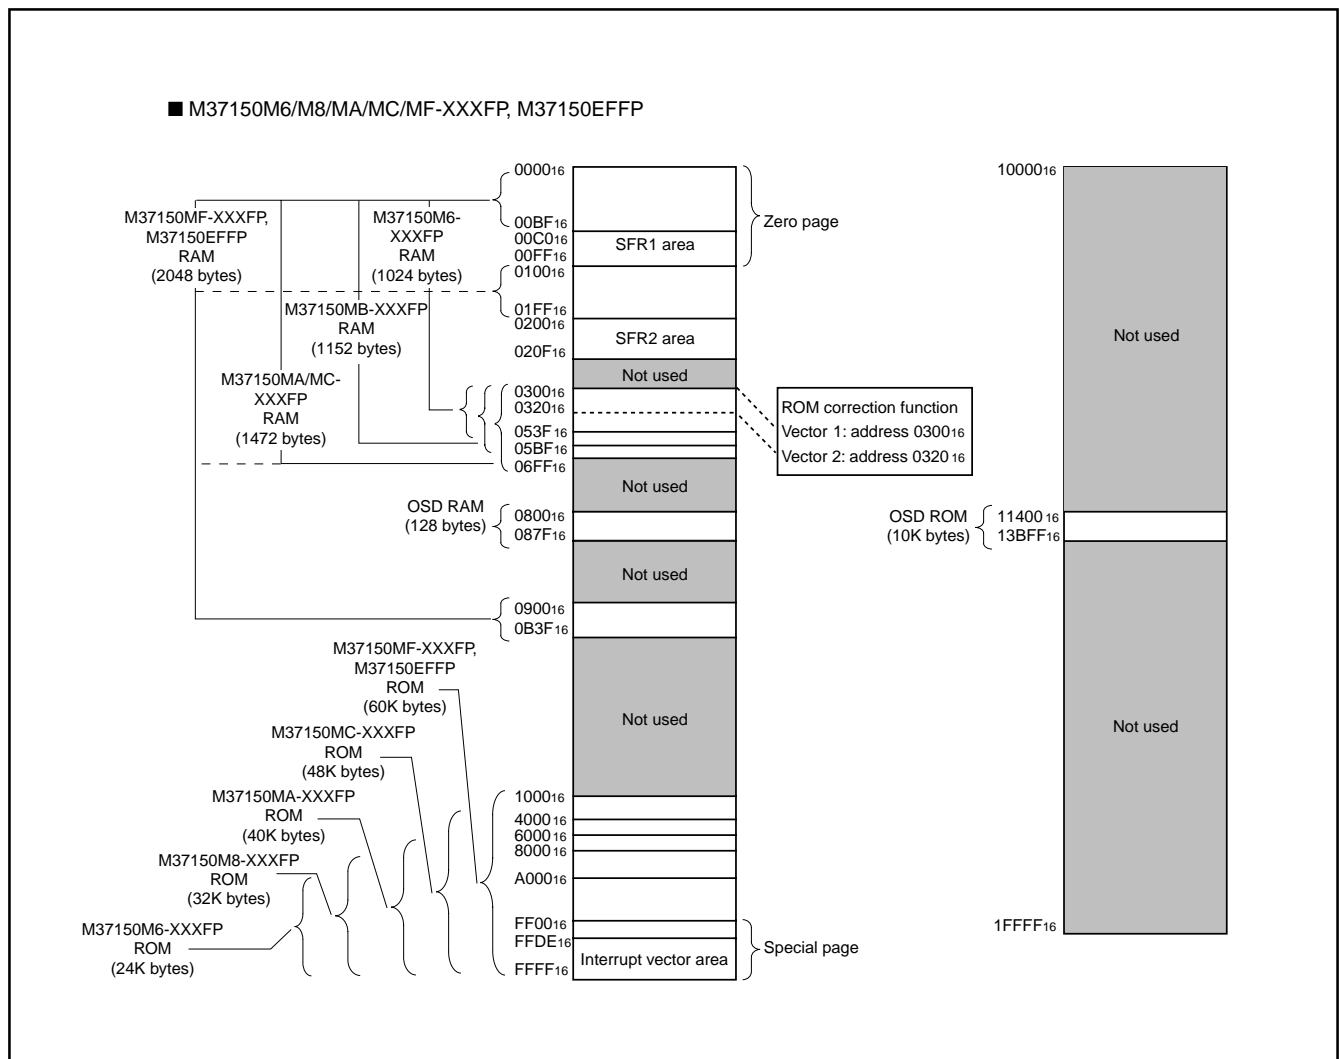 ■ M37150M6/M8/MA/MC/MF-XXXFP, M37150EFFP
M37150MF-XXXFP,
M37150EFFP
RAM
(2048 bytes)
M37150M6-
XXXFP
RAM
(1024 bytes)
M37150MB-XXXFP
RAM
(1152 bytes)
M37150MA/MC-
XXXFP
RAM
(1472 bytes)
OSD RAM
(128 bytes)
M37150MF-XXXFP,
M37150EFFP
ROM
(60K bytes)
M37150MC-XXXFP
ROM
(48K bytes)
M37150MA-XXXFP
ROM
(40K bytes)
M37150M8-XXXFP
ROM
(32K bytes)
M37150M6-XXXFP
ROM
(24K bytes)
000016
00BF16
00C016
00FF16
010016
01FF16
020016
020F16
030016
032016
053F16
05BF16
06FF16
080016
087F16
090016
0B3F16
100016
400016
600016
800016
A00016
FF0016
FFDE16
FFFF16
SFR1 area
SFR2 area
Not used
Not used
Not used
Not used
Interrupt vector area
Zero page
ROM correction function
Vector 1: address 030016
Vector 2: address 032016
Special page
1000016
Not used
OSD ROM
(10K bytes)
1140016
13BFF16
Not used
1FFFF16